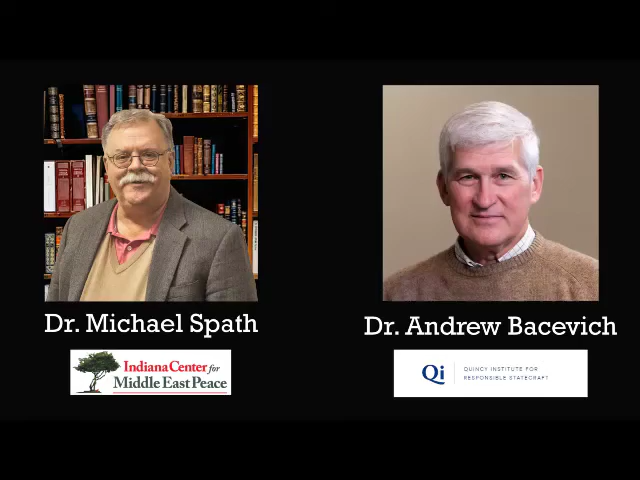 Dr. Michael Spath
Dr. Andrew Bacevich
Indiana Center for
Middle East Peace
Qi
QUINCY INSTITUTE FOR
RESPONSIBLE STATECRAFT